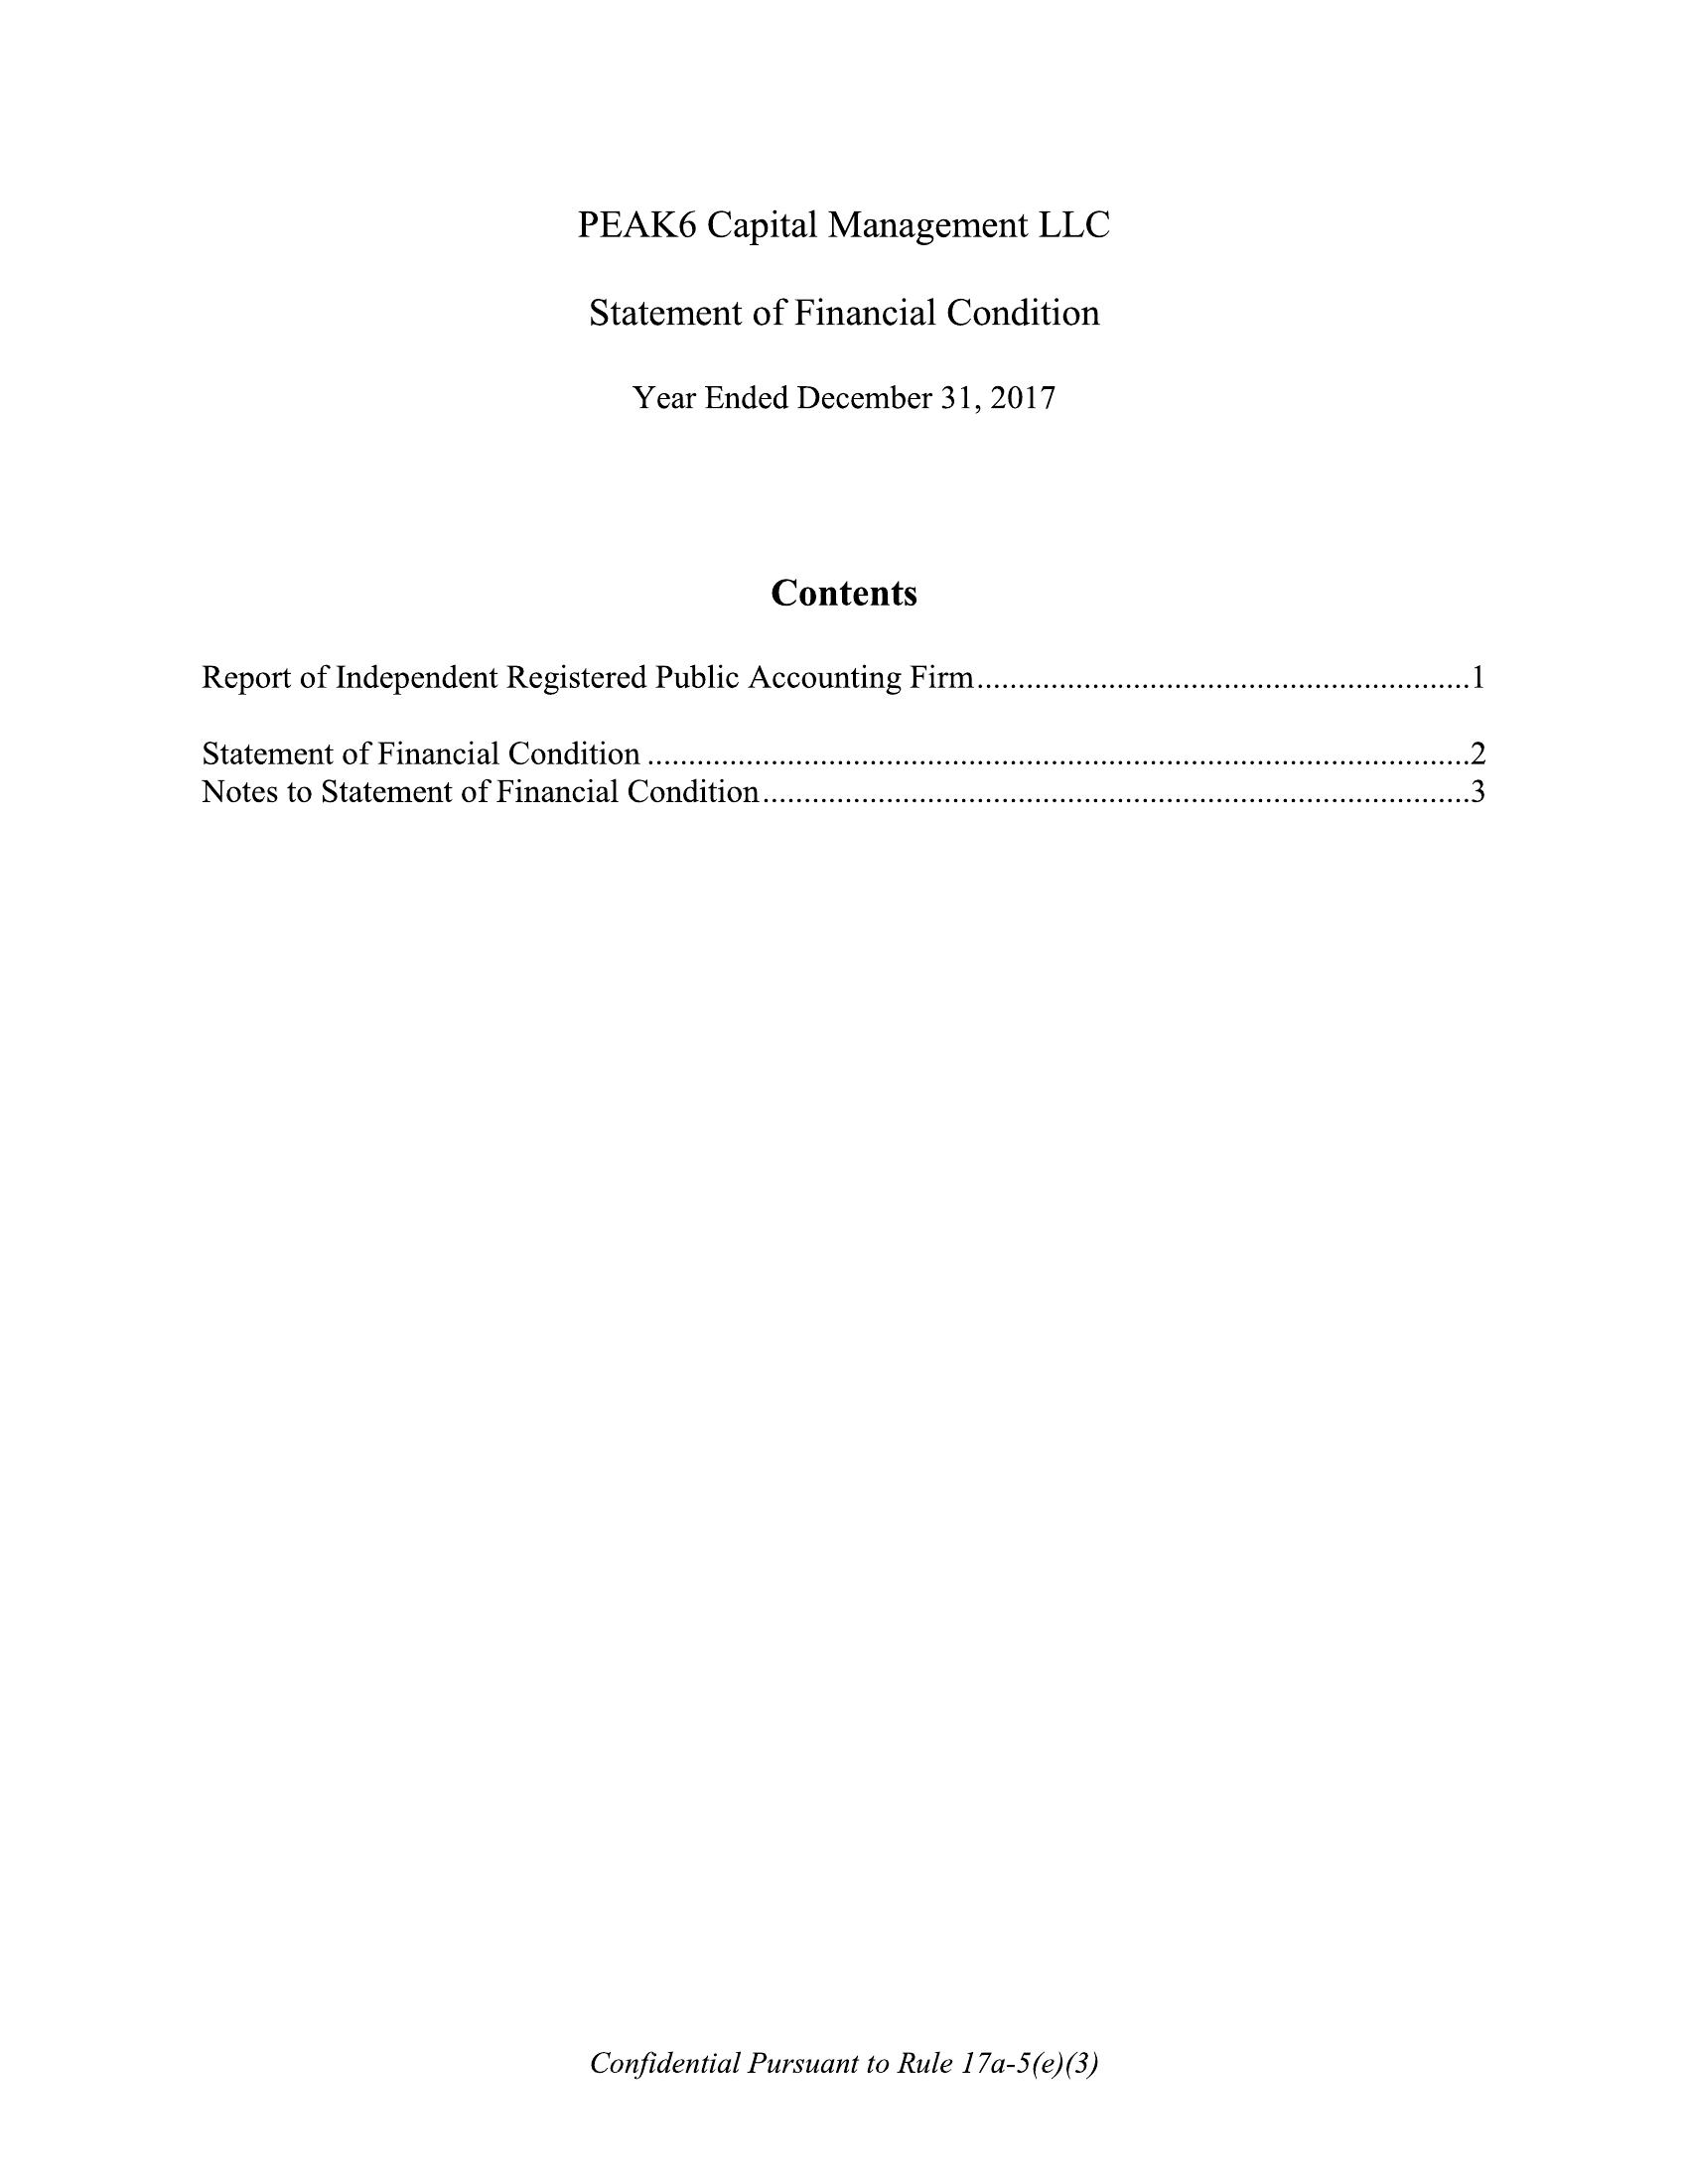 PEAK6 Capital Management LLC
Statement of Financial Condition
Year Ended December 31, 2017
Contents
Report of Independent Registered Public Accounting Firm............................................................1
Statement of Financial Condition ....................................................................................................2
Notes to Statement of Financial Condition......................................................................................3
Confidential Pursuant to Rule 17a-5(e)(3)